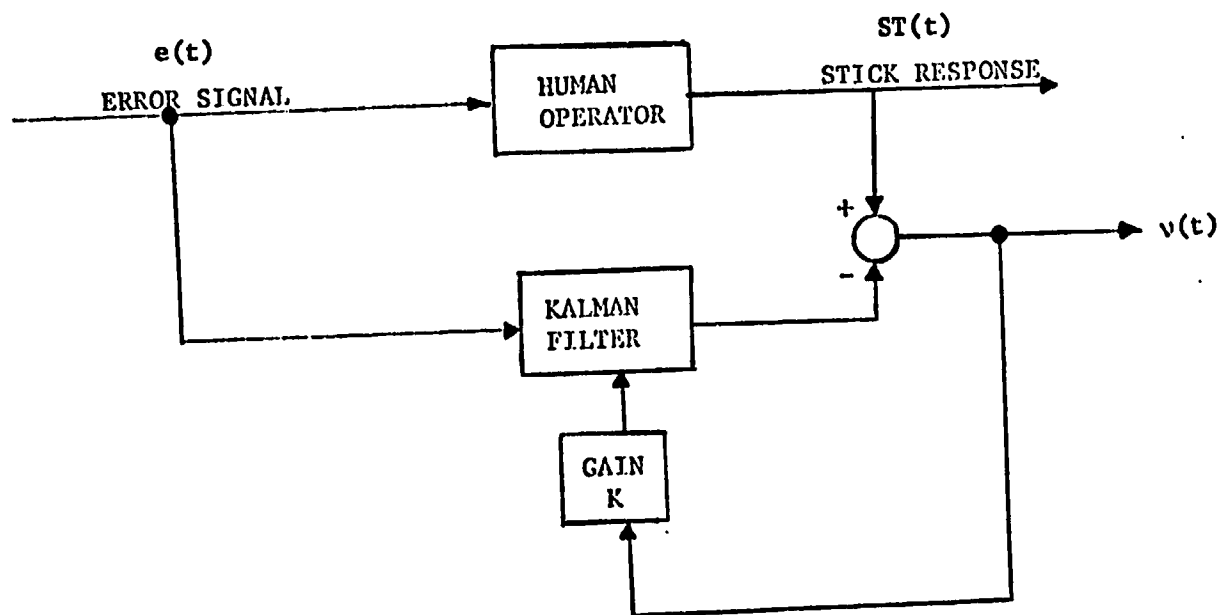 e(t)
ST(t)
ERROR SIGNAL
HUMAN
OPERATOR
STICK RESPONSE
+
ν(t)
-
KALMAN
FILTER
GAIN
K